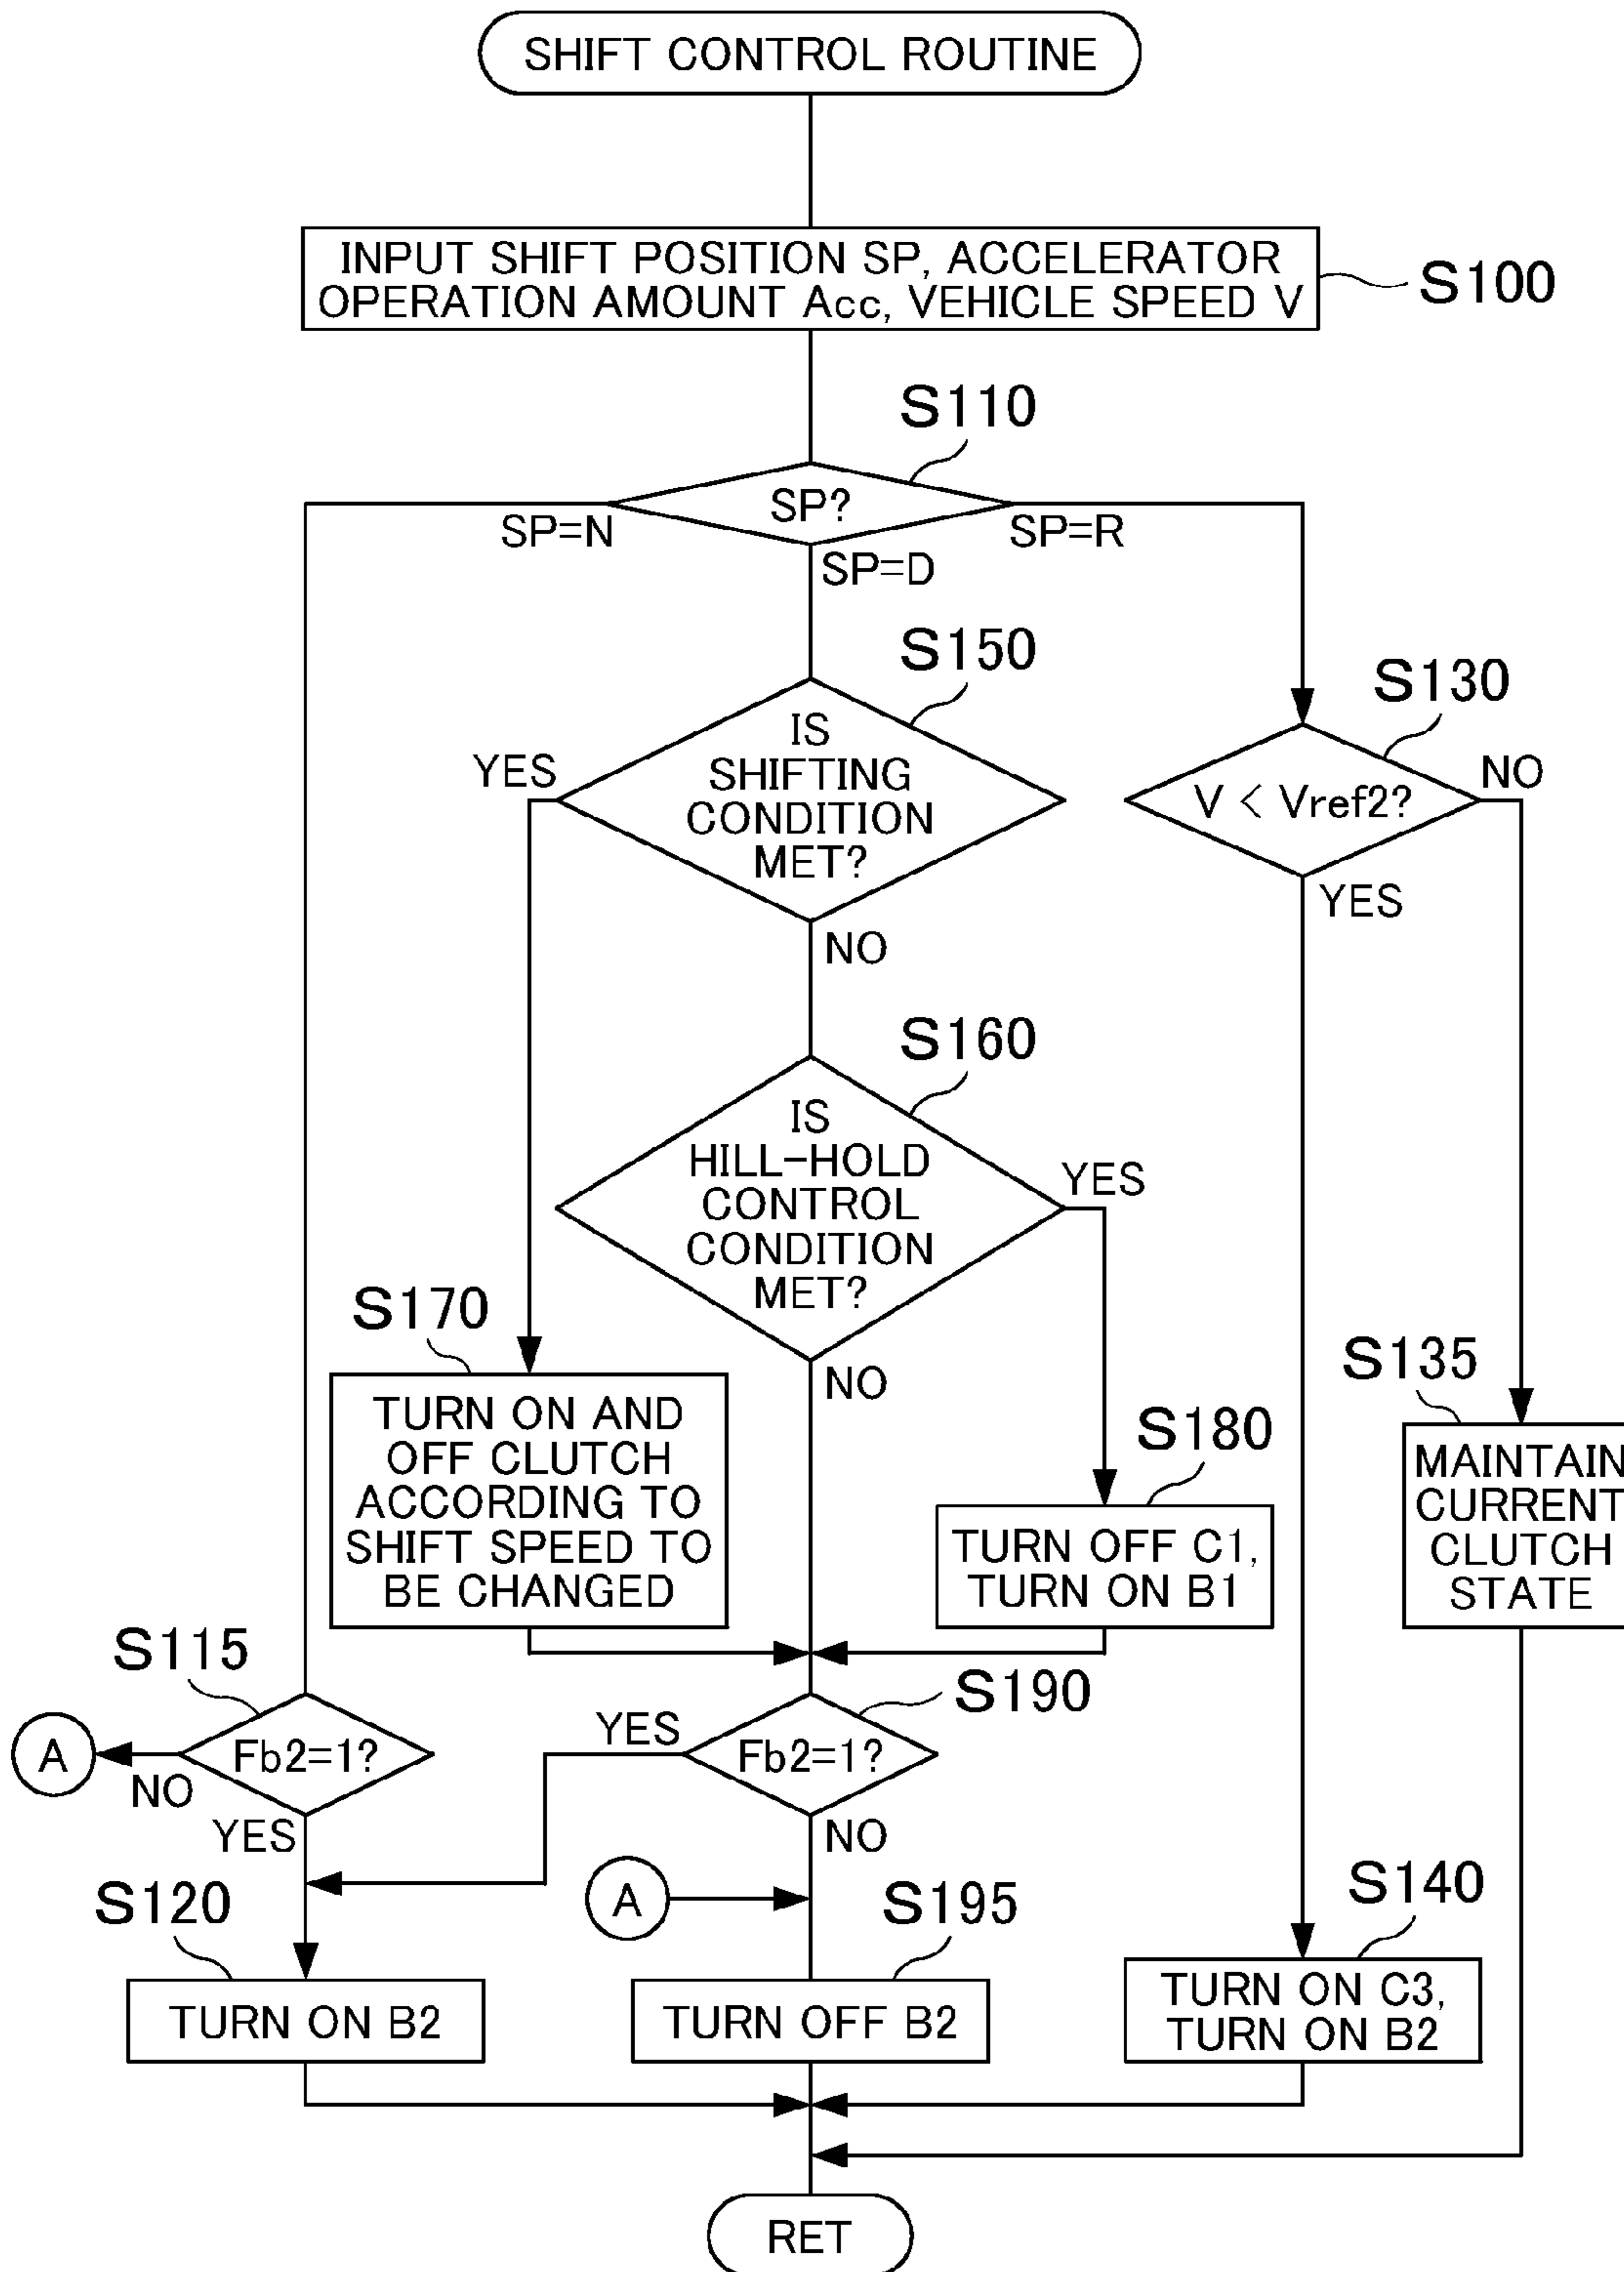 SHIFT CONTROL ROUTINE
INPUT SHIFT POSITION SP, ACCELERATOR
OPERATION AMOUNT Acc, VEHICLE SPEED V
S100
S110
SP?
SP=N
SP=D
SP=R
S150
IS
SHIFTING
CONDITION
MET?
YES
NO
S130
V < Vref2?
NO
YES
S160
IS
HILL-HOLD
CONTROL
CONDITION
MET?
YES
NO
S170
TURN ON AND
OFF CLUTCH
ACCORDING TO
SHIFT SPEED TO
BE CHANGED
S180
TURN OFF C1,
TURN ON B1
S135
MAINTAIN
CURRENT
CLUTCH
STATE
S115
Fb2=1?
A
NO
YES
S190
Fb2=1?
YES
NO
A
S120
TURN ON B2
S195
TURN OFF B2
S140
TURN ON C3,
TURN ON B2
RET